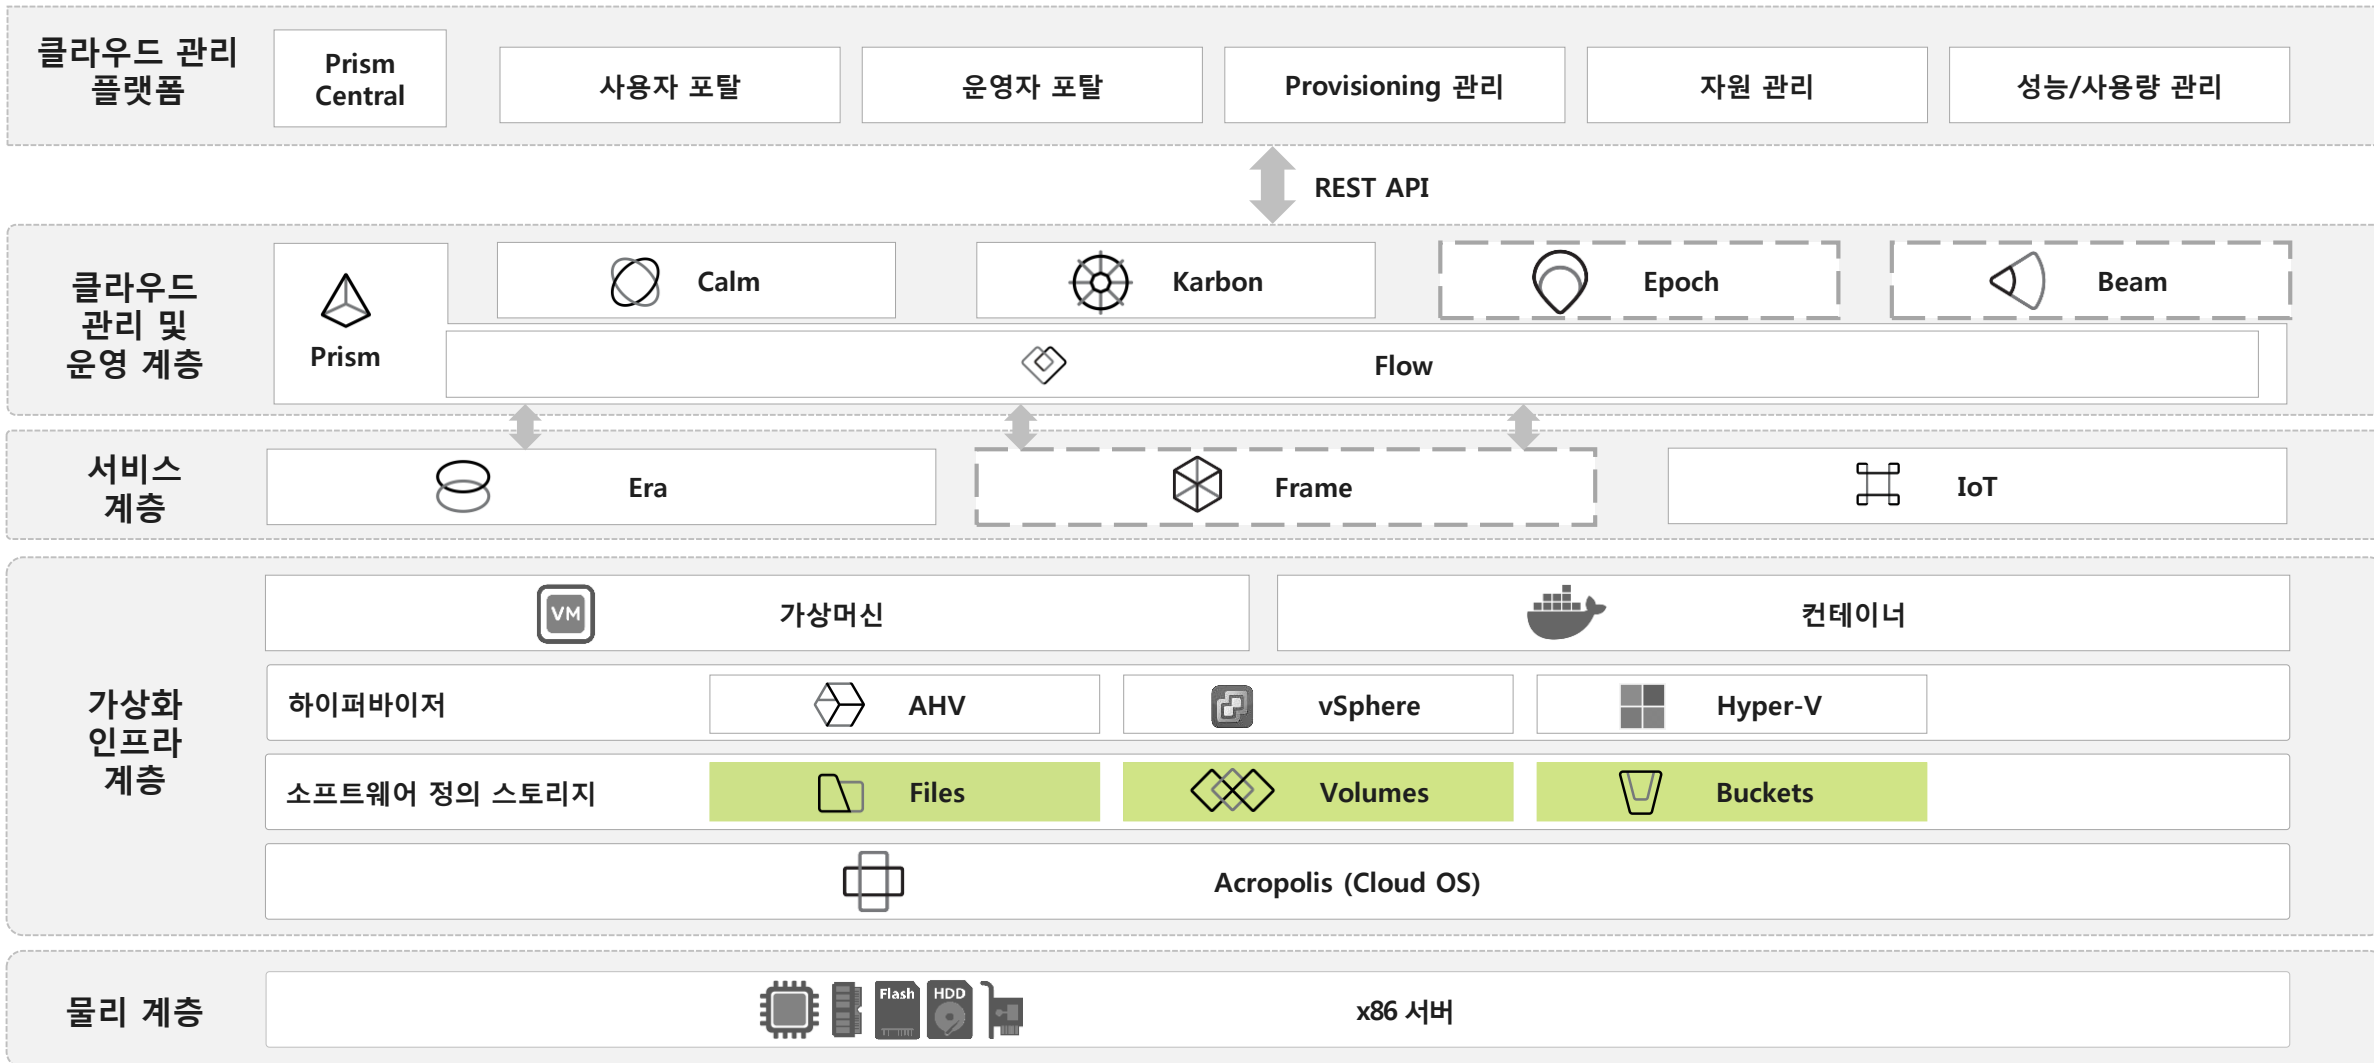 클라우드 관리
플랫폼
Prism
Central
사용자 포탈
운영자 포탈
Provisioning 관리
자원 관리
성능/사용량 관리
REST API
클라우드
관리 및
운영 계층
Prism
Calm
Karbon
Epoch
Beam
Flow
서비스
계층
Era
Frame
IoT
가상화
인프라
계층
VM
가상머신
컨테이너
하이퍼바이저
AHV
vSphere
Hyper-V
소프트웨어 정의 스토리지
Files
Volumes
Buckets
Acropolis (Cloud OS)
물리 계층
Flash
HDD
x86 서버